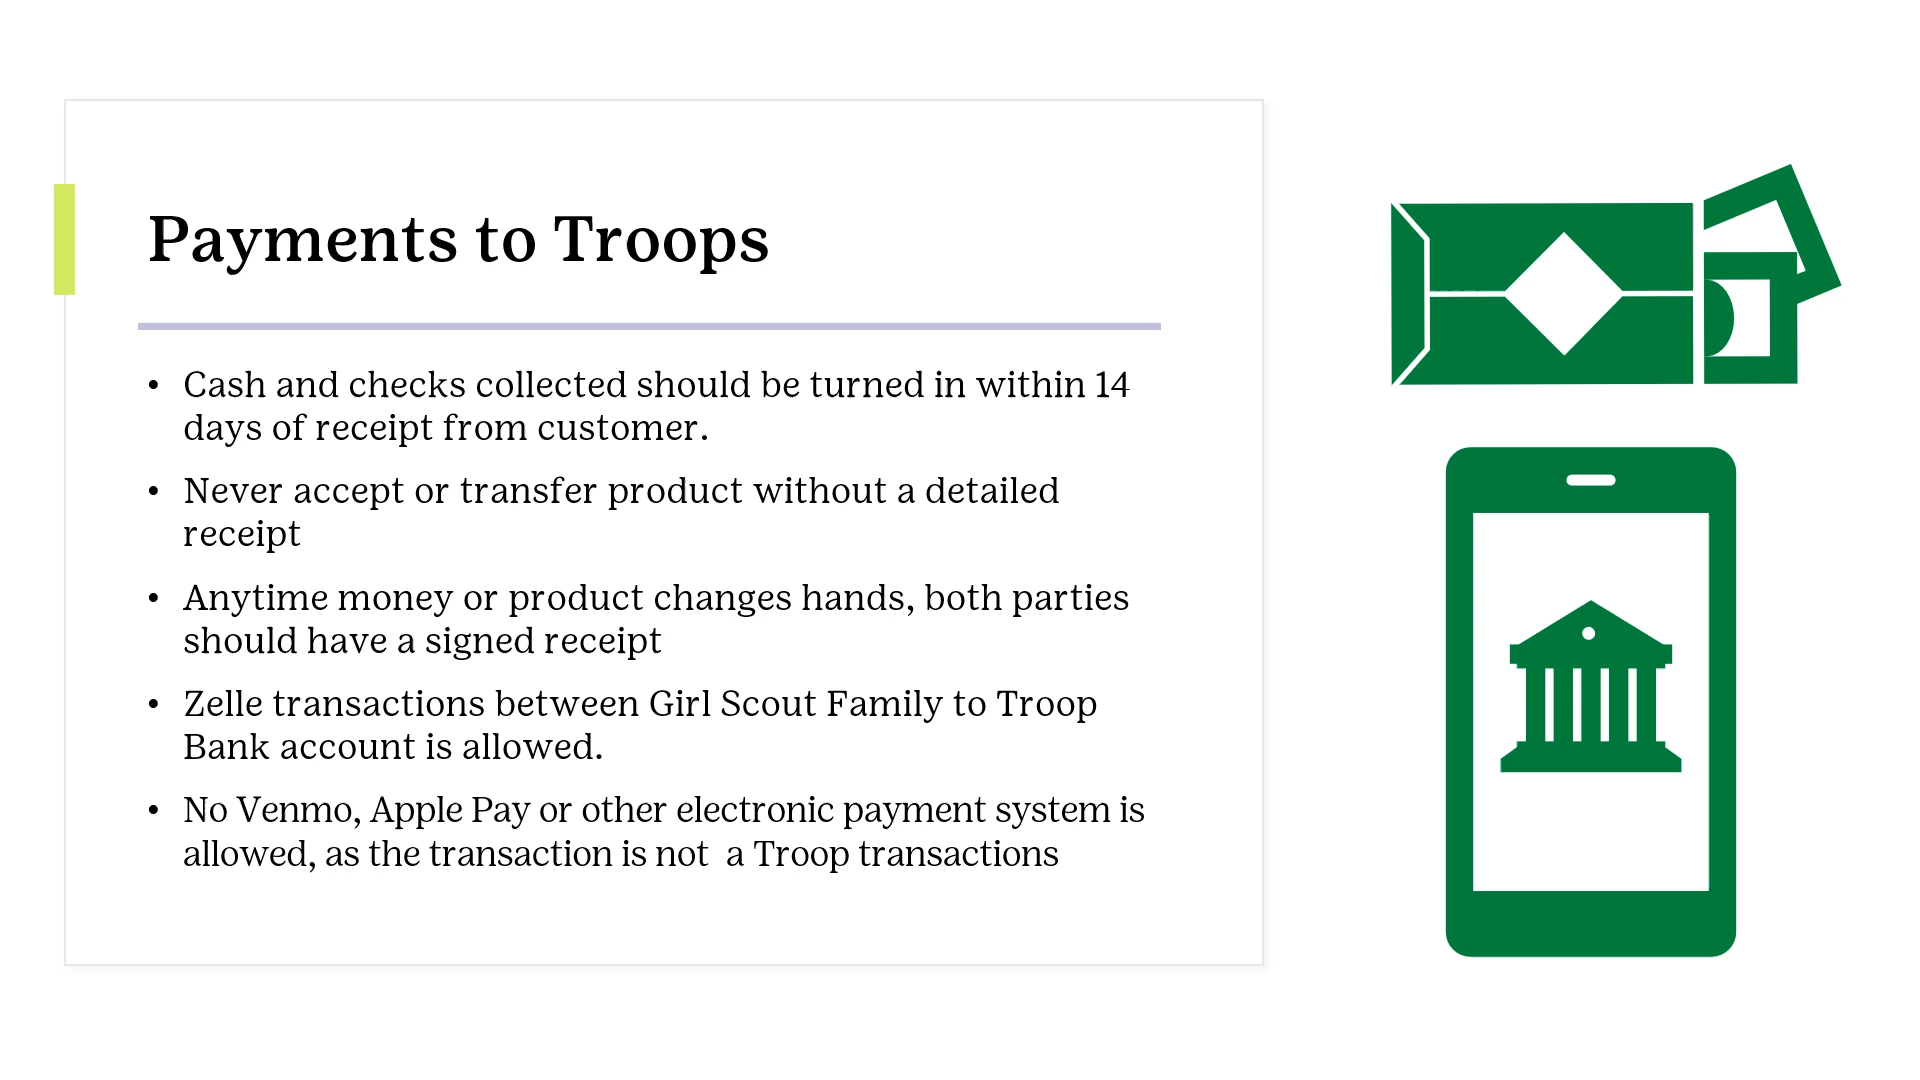 Payments to Troops
• Cash and checks collected should be turned in within 14
days of receipt from customer.
• Never accept or transfer product without a detailed
receipt
• Anytime money or product changes hands, both parties
should have a signed receipt
• Zelle transactions between Girl Scout Family to Troop
Bank account is allowed.
• No Venmo, Apple Pay or other electronic payment system is
allowed, as the transaction is not  a Troop transactions